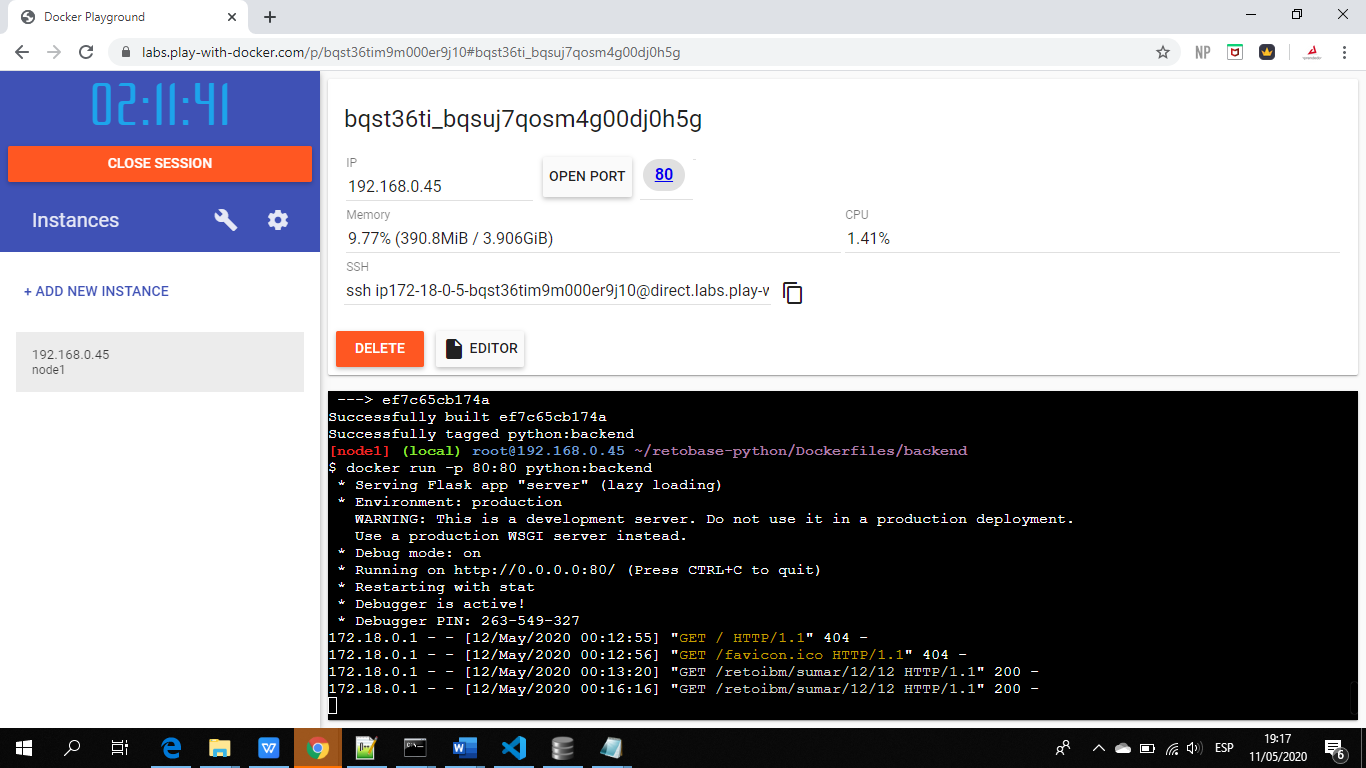 Docker Playground
labs.play-with-docker.com/p/bqst36tim9m000er9j10#bqst36ti_bqsuj7qosm4g00dj0h5g
NP
02:11:41
CLOSE SESSION
Instances
+ ADD NEW INSTANCE
192.168.0.45
node1
bqst36ti_bqsuj7qosm4g00dj0h5g
IP
192.168.0.45
OPEN PORT
80
Memory
9.77% (390.8MiB / 3.906GiB)
CPU
1.41%
SSH
ssh ip172-18-0-5-bqst36tim9m000er9j10@direct.labs.play-w
DELETE
EDITOR
---> ef7c65cb174a
Successfully built ef7c65cb174a
Successfully tagged python:backend
[node1] (local) root@192.168.0.45 ~/retobase-python/Dockerfiles/backend
$ docker run -p 80:80 python:backend
* Serving Flask app "server" (lazy loading)
* Environment: production
WARNING: This is a development server. Do not use it in a production deployment.
Use a production WSGI server instead.
* Debug mode: on
* Running on http://0.0.0.0:80/ (Press CTRL+C to quit)
* Restarting with stat
* Debugger is active!
* Debugger PIN: 263-549-327
172.18.0.1 - - [12/May/2020 00:12:55] "GET / HTTP/1.1" 404 -
172.18.0.1 - - [12/May/2020 00:12:56] "GET /favicon.ico HTTP/1.1" 404 -
172.18.0.1 - - [12/May/2020 00:13:20] "GET /retoibm/sumar/12/12 HTTP/1.1" 200 -
172.18.0.1 - - [12/May/2020 00:16:16] "GET /retoibm/sumar/12/12 HTTP/1.1" 200 -
ESP
19:17
11/05/2020
6